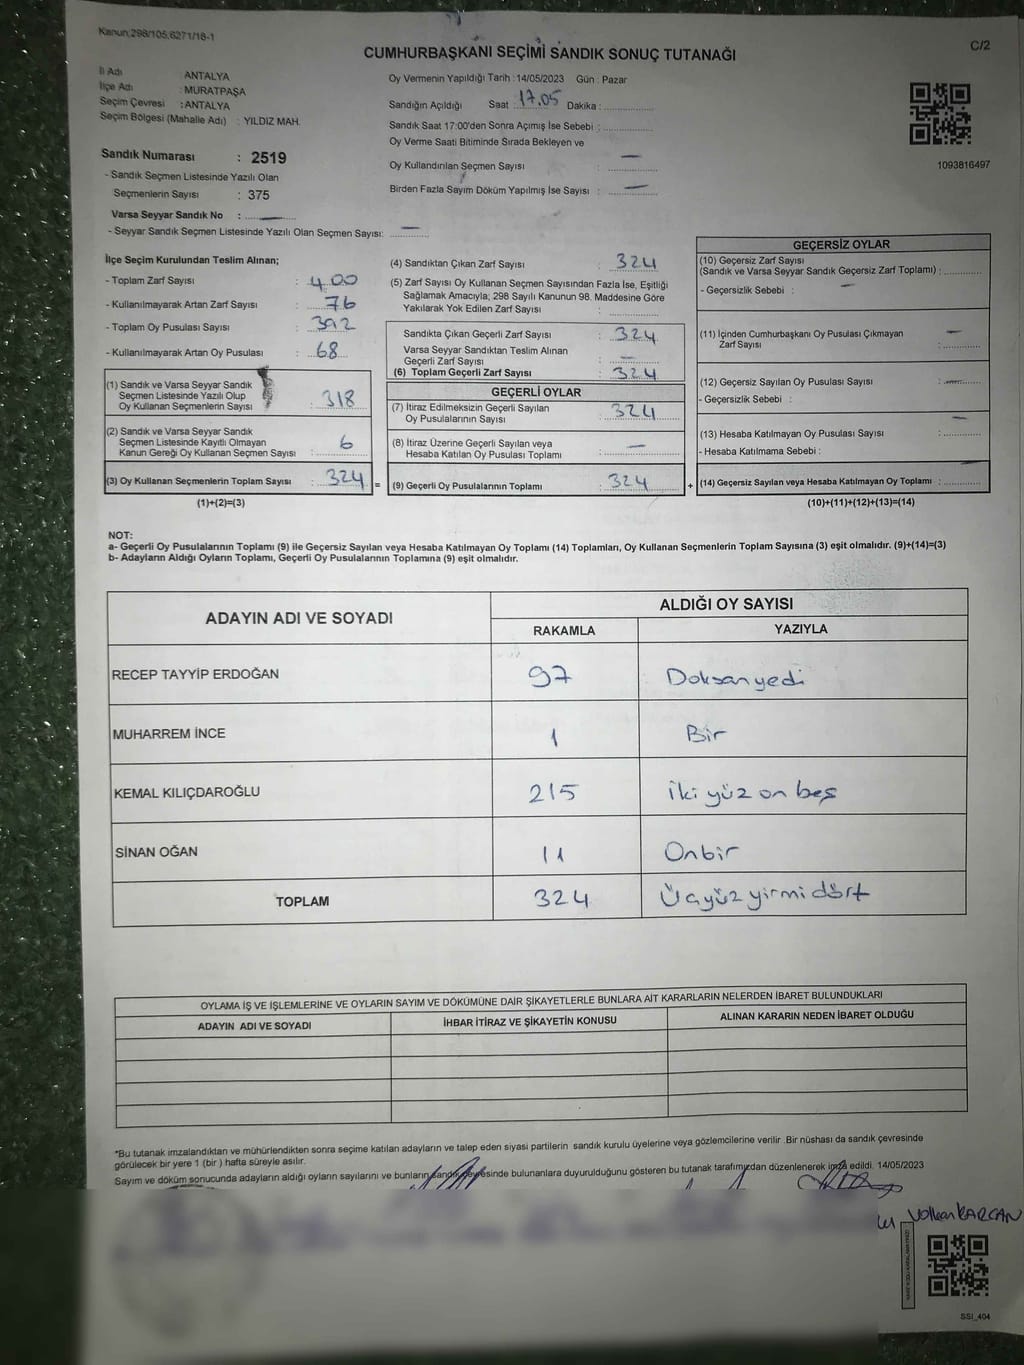 Kanun:298/105,6271/18-1
C/2
CUMHURBAŞKANI SEÇİMİ SANDIK SONUÇ TUTANAĞI
İl Adı : ANTALYA
İlçe Adı : MURATPAŞA
Seçim Çevresi : ANTALYA
Seçim Bölgesi (Mahalle Adı) : YILDIZ MAH.
Sandık Numarası : 2519
- Sandık Seçmen Listesinde Yazılı Olan
Seçmenlerin Sayısı : 375
Varsa Seyyar Sandık No : —
- Seyyar Sandık Seçmen Listesinde Yazılı Olan Seçmen Sayısı: —
Oy Vermenin Yapıldığı Tarih : 14/05/2023 Gün : Pazar
Sandığın Açıldığı Saat : 17.05 Dakika :
Sandık Saat 17:00'den Sonra Açımış İse Sebebi :
Oy Verme Saati Bitiminde Sırada Bekleyen ve
Oy Kullandırılan Seçmen Sayısı : —
Birden Fazla Sayım Döküm Yapılmış İse Sayısı : —
1093816497
İlçe Seçim Kurulundan Teslim Alınan;
- Toplam Zarf Sayısı : 400
- Kullanılmayarak Artan Zarf Sayısı : 76
- Toplam Oy Pusulası Sayısı : 392
- Kullanılmayarak Artan Oy Pusulası : 68
(1) Sandık ve Varsa Seyyar Sandık
Seçmen Listesinde Yazılı Olup
Oy Kullanan Seçmenlerin Sayısı : 318
(2) Sandık ve Varsa Seyyar Sandık
Seçmen Listesinde Kayıtlı Olmayan
Kanun Gereği Oy Kullanan Seçmen Sayısı : 6
(3) Oy Kullanan Seçmenlerin Toplam Sayısı : 324
(1)+(2)=(3)
(4) Sandıktan Çıkan Zarf Sayısı : 324
(5) Zarf Sayısı Oy Kullanan Seçmen Sayısından Fazla İse, Eşitliği
Sağlamak Amacıyla; 298 Sayılı Kanunun 98. Maddesine Göre
Yakılarak Yok Edilen Zarf Sayısı :
Sandıkta Çıkan Geçerli Zarf Sayısı : 324
Varsa Seyyar Sandıktan Teslim Alınan
Geçerli Zarf Sayısı : —
(6) Toplam Geçerli Zarf Sayısı : 324
GEÇERLİ OYLAR
(7) İtiraz Edilmeksizin Geçerli Sayılan
Oy Pusulalarının Sayısı : 324
(8) İtiraz Üzerine Geçerli Sayılan veya
Hesaba Katılan Oy Pusulası Toplamı : —
= (9) Geçerli Oy Pusulalarının Toplamı : 324
GEÇERSİZ OYLAR
(10) Geçersiz Zarf Sayısı
(Sandık ve Varsa Seyyar Sandık Geçersiz Zarf Toplamı) :
- Geçersizlik Sebebi : —
(11) İçinden Cumhurbaşkanı Oy Pusulası Çıkmayan
Zarf Sayısı : —
(12) Geçersiz Sayılan Oy Pusulası Sayısı : —
- Geçersizlik Sebebi :
(13) Hesaba Katılmayan Oy Pusulası Sayısı : —
- Hesaba Katılmama Sebebi :
+ (14) Geçersiz Sayılan veya Hesaba Katılmayan Oy Toplamı : —
(10)+(11)+(12)+(13)=(14)
NOT:
a- Geçerli Oy Pusulalarının Toplamı (9) ile Geçersiz Sayılan veya Hesaba Katılmayan Oy Toplamı (14) Toplamları, Oy Kullanan Seçmenlerin Toplam Sayısına (3) eşit olmalıdır. (9)+(14)=(3)
b- Adayların Aldığı Oyların Toplamı, Geçerli Oy Pusulalarının Toplamına (9) eşit olmalıdır.
ADAYIN ADI VE SOYADI
ALDIĞI OY SAYISI
RAKAMLA YAZIYLA
RECEP TAYYİP ERDOĞAN 97 Doksanyedi
MUHARREM İNCE 1 Bir
KEMAL KILIÇDAROĞLU 215 İki yüz on beş
SİNAN OĞAN 11 Onbir
TOPLAM 324 Üçyüz yirmi dört
OYLAMA İŞ VE İŞLEMLERİNE VE OYLARIN SAYIM VE DÖKÜMÜNE DAİR ŞİKAYETLERLE BUNLARA AİT KARARLARIN NELERDEN İBARET BULUNDUKLARI
ADAYIN ADI VE SOYADI İHBAR İTİRAZ VE ŞİKAYETİN KONUSU ALINAN KARARIN NEDEN İBARET OLDUĞU
*Bu tutanak imzalandıktan ve mühürlendikten sonra seçime katılan adayların ve talep eden siyasi partilerin sandık kurulu üyelerine veya gözlemcilerine verilir .Bir nüshası da sandık çevresinde
görülecek bir yere 1 (bir ) hafta süreyle asılır.
Sayım ve döküm sonucunda adayların aldığı oyların sayılarını ve bunların sandık çevresinde bulunanlara duyurulduğunu gösteren bu tutanak tarafımızdan düzenlenerek imza edildi. 14/05/2023
Volkan KARCAN
SSI_404